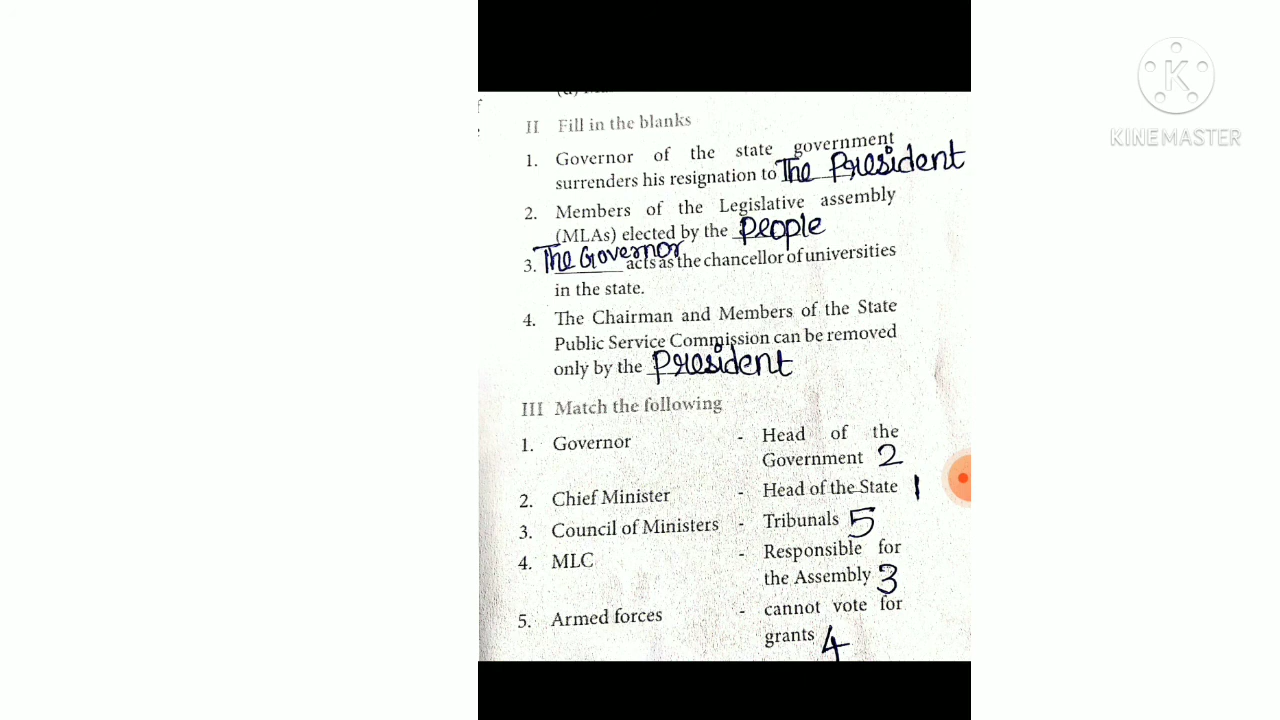 KINEMASTER
II Fill in the blanks
1. Governor of the state government
surrenders his resignation to The President
2. Members of the Legislative assembly
(MLAs) elected by the People
3. The Governor acts as the chancellor of universities
in the state.
4. The Chairman and Members of the State
Public Service Commission can be removed
only by the President
III Match the following
1. Governor - Head of the
Government 2
2. Chief Minister - Head of the State 1
3. Council of Ministers - Tribunals 5
4. MLC - Responsible for
the Assembly 3
5. Armed forces - cannot vote for
grants 4